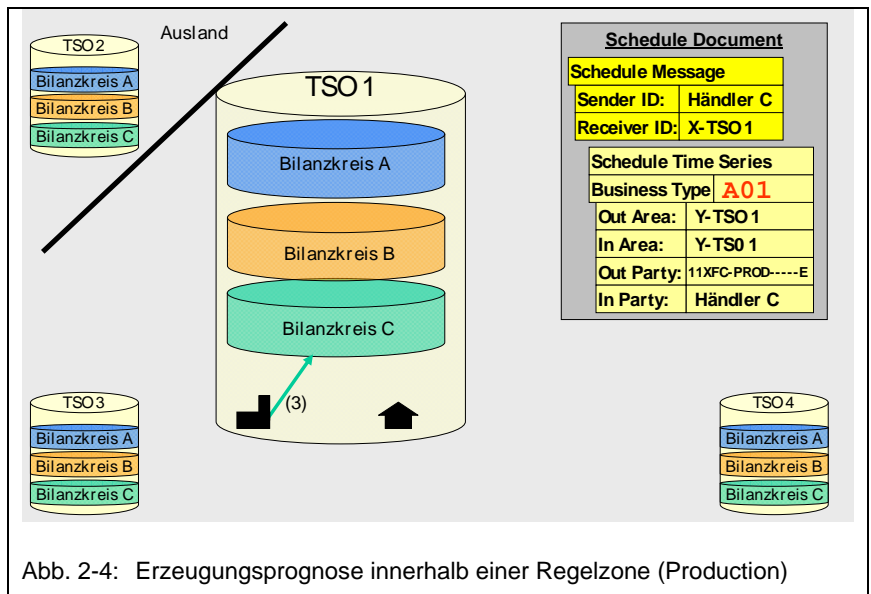 Ausland
TSO 2
Bilanzkreis A
Bilanzkreis B
Bilanzkreis C
TSO 1
Bilanzkreis A
Bilanzkreis B
Bilanzkreis C
(3)
Schedule Document
Schedule Message
Sender ID: Händler C
Receiver ID: X-TSO 1
Schedule Time Series
Business Type A01
Out Area: Y-TSO 1
In Area: Y-TS0 1
Out Party: 11XFC-PROD-----E
In Party: Händler C
TSO 3
Bilanzkreis A
Bilanzkreis B
Bilanzkreis C
TSO 4
Bilanzkreis A
Bilanzkreis B
Bilanzkreis C
Abb. 2-4: Erzeugungsprognose innerhalb einer Regelzone (Production)